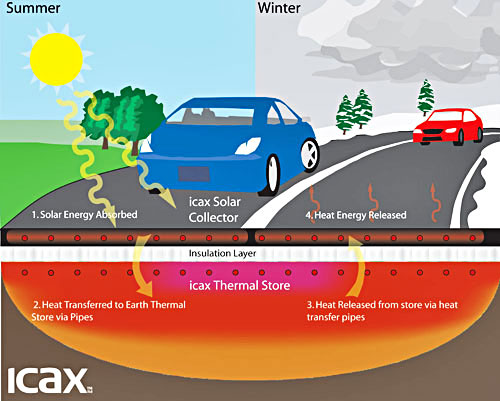 Summer
Winter
1. Solar Energy Absorbed
icax Solar
Collector
4. Heat Energy Released
Insulation Layer
icax Thermal Store
2. Heat Transferred to Earth Thermal
Store via Pipes
3. Heat Released from store via heat
transfer pipes
ICAX